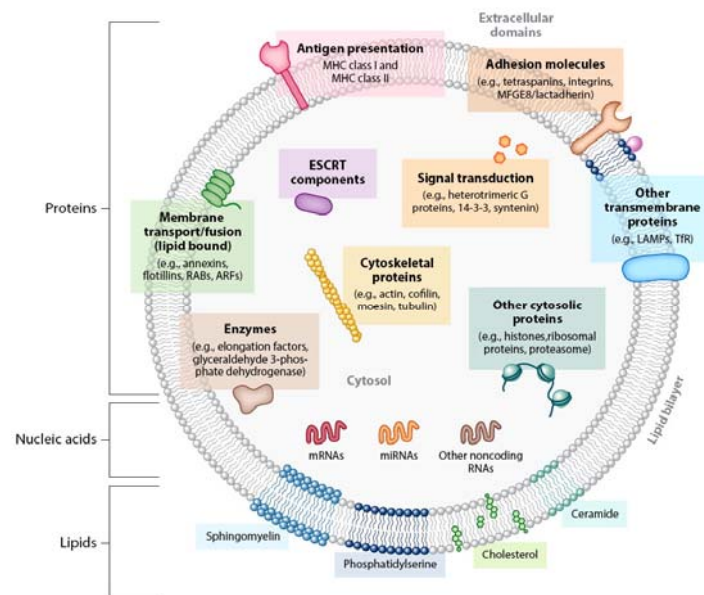 Extracellular
domains
Antigen presentation
MHC class I and
MHC class II
Adhesion molecules
(e.g., tetraspanins, integrins,
MFGE8/lactadherin)
ESCRT
components
Signal transduction
(e.g., heterotrimeric G
proteins, 14-3-3, syntenin)
Other
transmembrane
proteins
(e.g., LAMPs, TfR)
Proteins
Membrane
transport/fusion
(lipid bound)
(e.g., annexins,
flotillins, RABs, ARFs)
Cytoskeletal
proteins
(e.g., actin, cofilin,
moesin, tubulin)
Other cytosolic
proteins
(e.g., histones,ribosomal
proteins, proteasome)
Enzymes
(e.g., elongation factors,
glyceraldehyde 3-phos-
phate dehydrogenase)
Cytosol
Lipid bilayer
Nucleic acids
mRNAs
miRNAs
Other noncoding
RNAs
Lipids
Sphingomyelin
Phosphatidylserine
Cholesterol
Ceramide